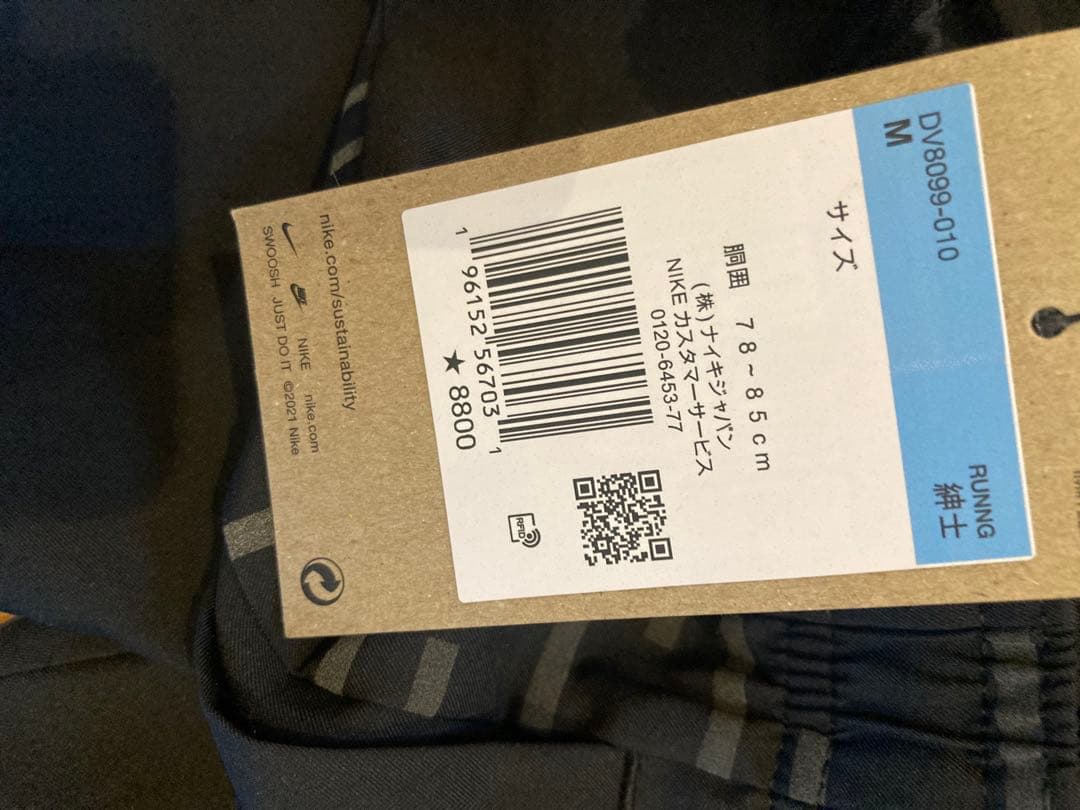 DV8099-010
RUNNG
M
紳士
サイズ
胴囲 78~85cm
(株)ナイキジャパン
NIKE カスタマーサービス
0120-6453-77
1 96152 56703 1
★8800
RFID
nike.com/sustainability
NIKE nike.com
SWOOSH JUST DO IT ©2021 Nike